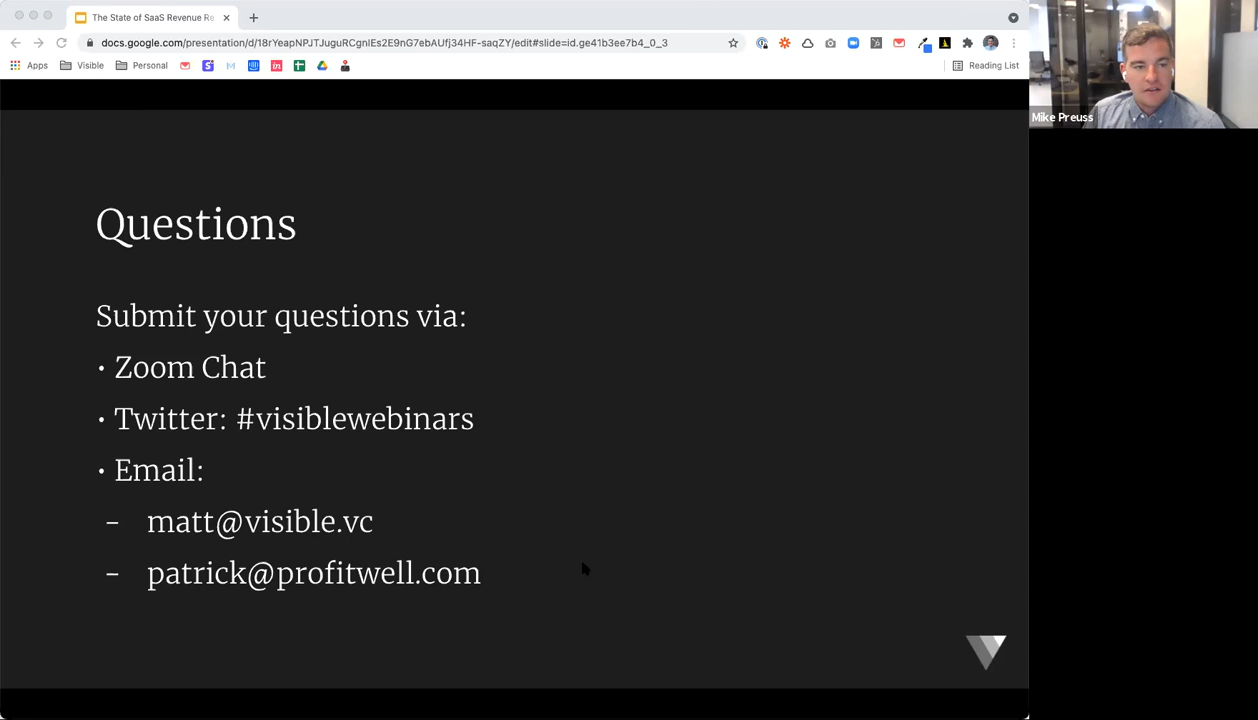 The State of SaaS Revenue Re
docs.google.com/presentation/d/18rYeapNPJTJuguRCgnIEs2E9nG7ebAUfj34HF-saqZY/edit#slide=id.ge41b3ee7b4_0_3
Apps Visible Personal Reading List
Mike Preuss
Questions
Submit your questions via:
• Zoom Chat
• Twitter: #visiblewebinars
• Email:
- matt@visible.vc
- patrick@profitwell.com